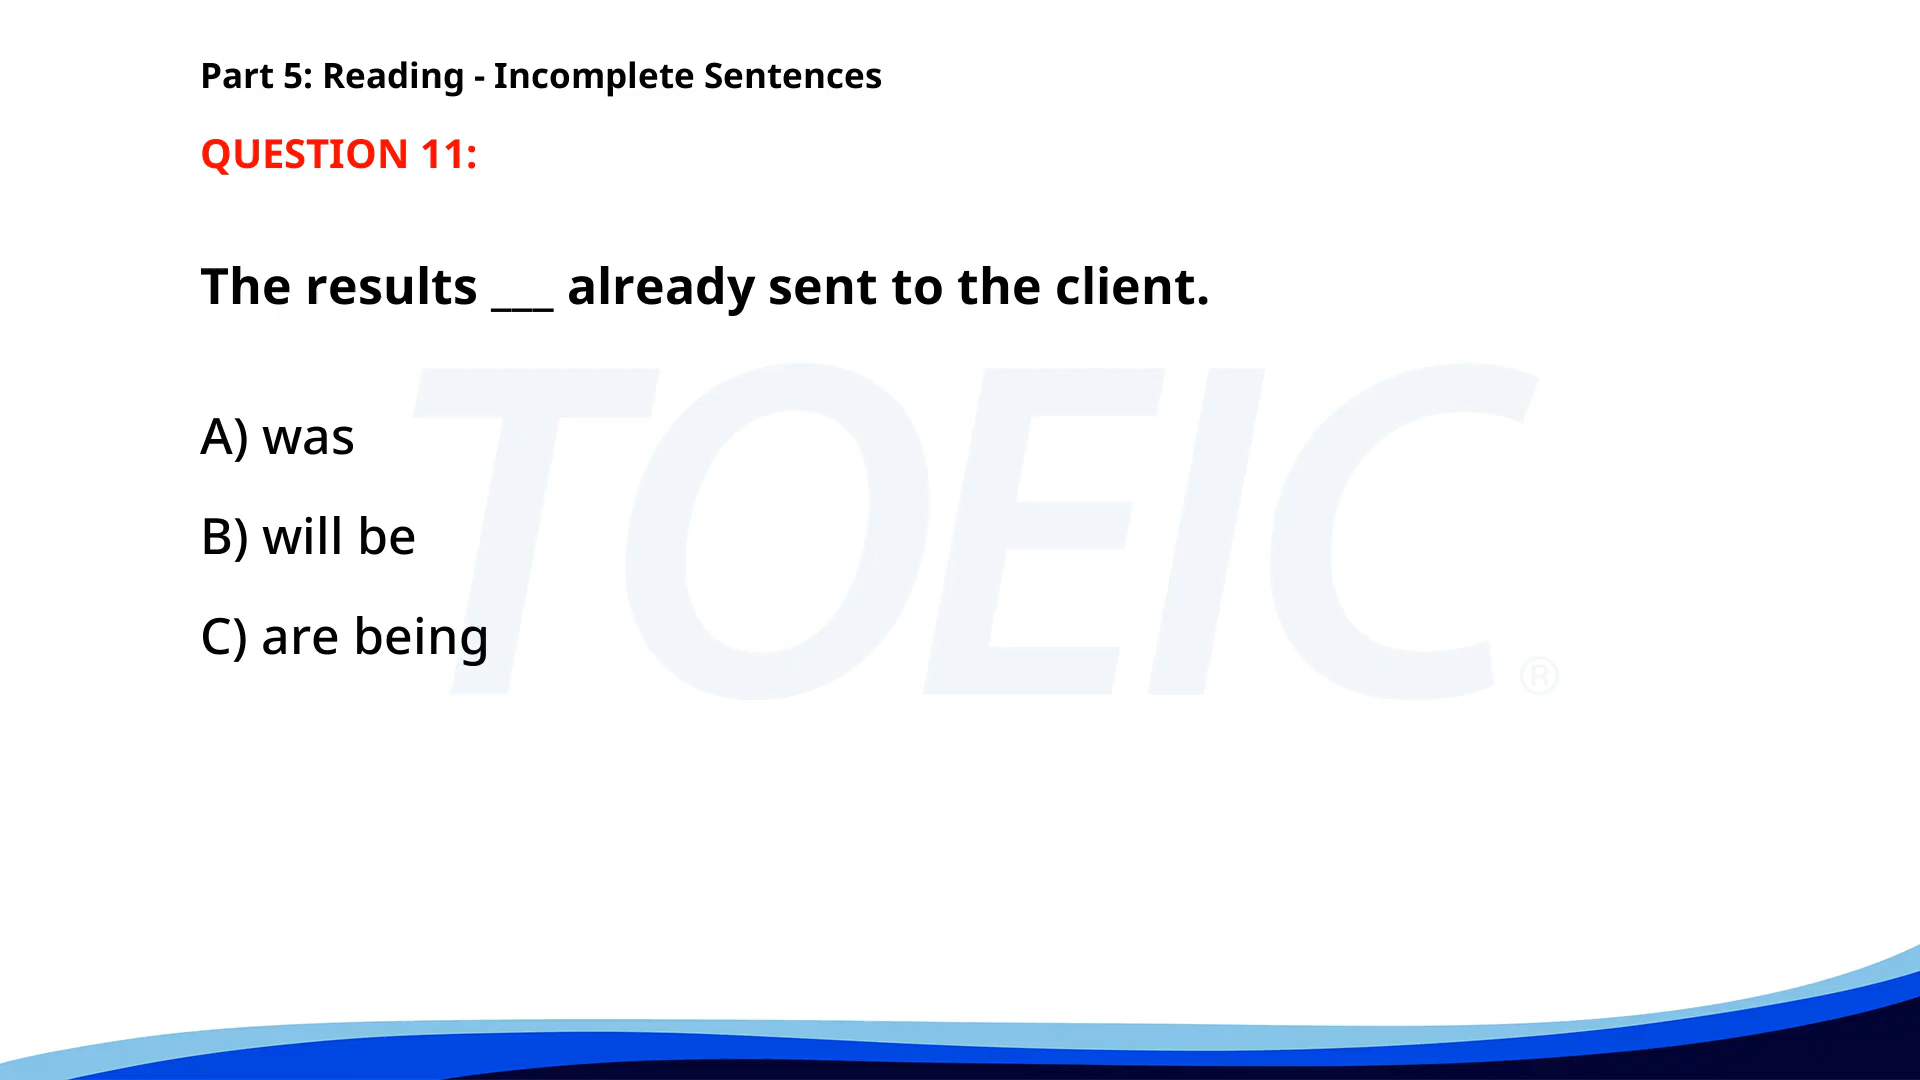 Part 5: Reading - Incomplete Sentences
QUESTION 11:
The results ___ already sent to the client.
A) was
B) will be
C) are being
TOEIC®